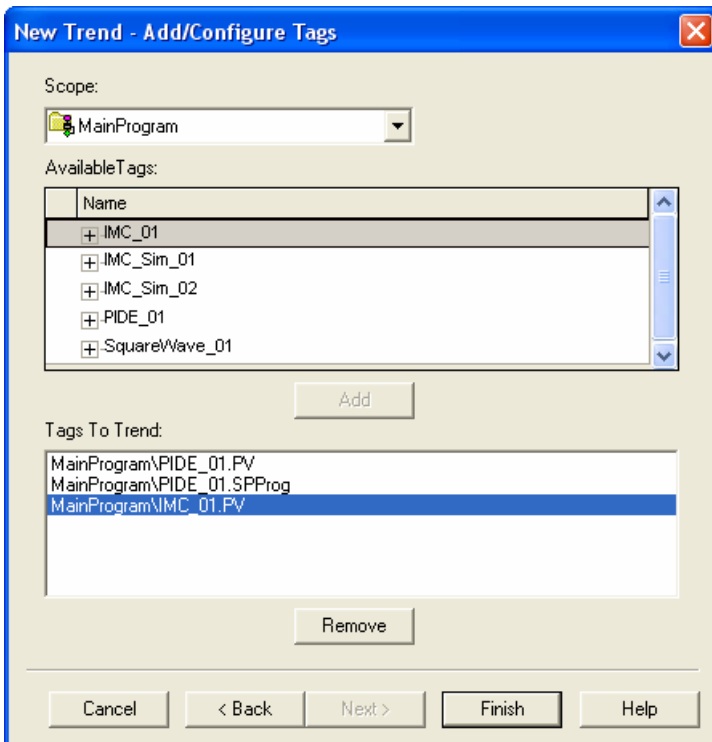 New Trend - Add/Configure Tags
Scope:
MainProgram
AvailableTags:
Name
IMC_01
IMC_Sim_01
IMC_Sim_02
PIDE_01
SquareWave_01
Add
Tags To Trend:
MainProgram\PIDE_01.PV
MainProgram\PIDE_01.SPProg
MainProgram\IMC_01.PV
Remove
Cancel < Back Next > Finish Help